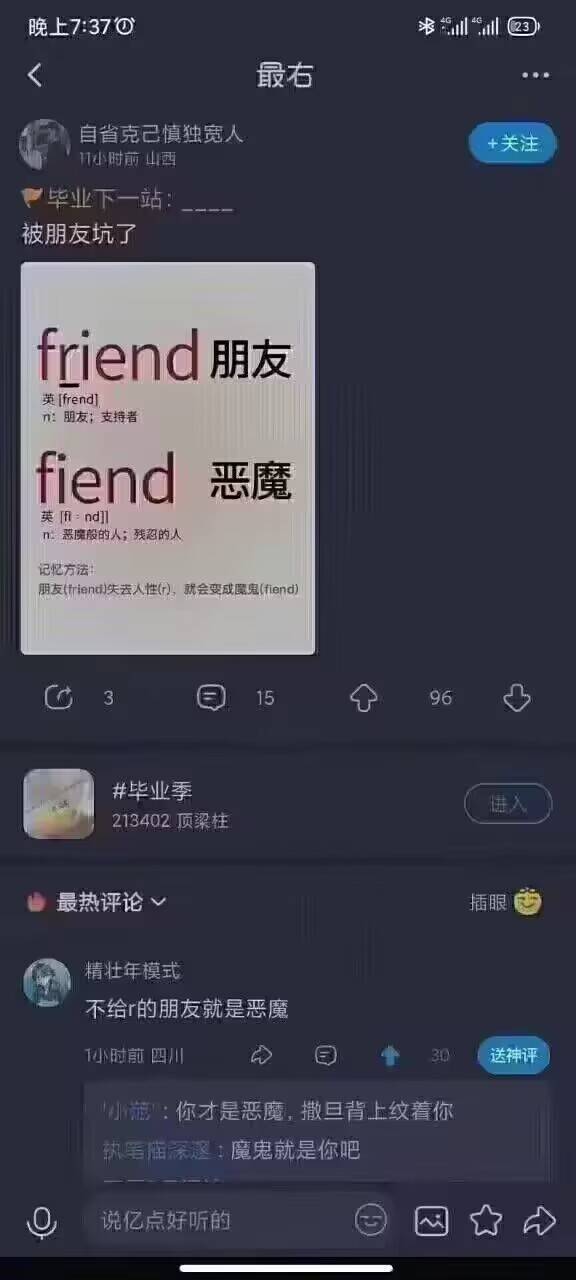 晚上7:37
4G
4G
23
最右
自省克己慎独宽人
11小时前 山西
+关注
毕业下一站：____
被朋友坑了
friend 朋友
英 [frend]
n：朋友；支持者
fiend 恶魔
n：恶魔般的人；残忍的人
记忆方法：
朋友(friend)失去人性(r)，就会变成魔鬼(fiend)
3
15
96
#毕业季
213402 顶梁柱
进入
最热评论
插眼
精壮年模式
不给r的朋友就是恶魔
1小时前 四川
30
送神评
：你才是恶魔，撒旦背上纹着你
执笔描深邃：魔鬼就是你吧
说亿点好听的